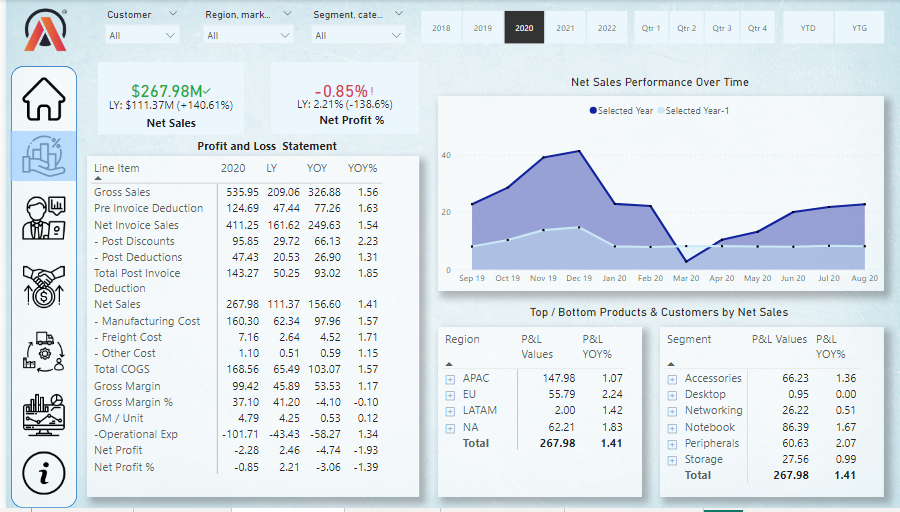 Customer Region, mark... Segment, cate...
All All All
2018 2019 2020 2021 2022 Qtr 1 Qtr 2 Qtr 3 Qtr 4 YTD YTG
$267.98M
LY: $111.37M (+140.61%)
Net Sales
-0.85% !
LY: 2.21% (-138.6%)
Net Profit %
Profit and Loss Statement
Line Item 2020 LY YOY YOY%
Gross Sales 535.95 209.06 326.88 1.56
Pre Invoice Deduction 124.69 47.44 77.26 1.63
Net Invoice Sales 411.25 161.62 249.63 1.54
- Post Discounts 95.85 29.72 66.13 2.23
- Post Deductions 47.43 20.53 26.90 1.31
Total Post Invoice 143.27 50.25 93.02 1.85
Deduction
Net Sales 267.98 111.37 156.60 1.41
- Manufacturing Cost 160.30 62.34 97.96 1.57
- Freight Cost 7.16 2.64 4.52 1.71
- Other Cost 1.10 0.51 0.59 1.15
Total COGS 168.56 65.49 103.07 1.57
Gross Margin 99.42 45.89 53.53 1.17
Gross Margin % 37.10 41.20 -4.10 -0.10
GM / Unit 4.79 4.25 0.53 0.12
-Operational Exp -101.71 -43.43 -58.27 1.34
Net Profit -2.28 2.46 -4.74 -1.93
Net Profit % -0.85 2.21 -3.06 -1.39
Net Sales Performance Over Time
Selected Year Selected Year-1
40
20
0
Sep 19 Oct 19 Nov 19 Dec 19 Jan 20 Feb 20 Mar 20 Apr 20 May 20 Jun 20 Jul 20 Aug 20
Top / Bottom Products & Customers by Net Sales
Region P&L P&L
Values YOY%
APAC 147.98 1.07
EU 55.79 2.24
LATAM 2.00 1.42
NA 62.21 1.83
Total 267.98 1.41
Segment P&L Values P&L
YOY%
Accessories 66.23 1.36
Desktop 0.95 0.00
Networking 26.22 0.51
Notebook 86.39 1.67
Peripherals 60.63 2.07
Storage 27.56 0.99
Total 267.98 1.41